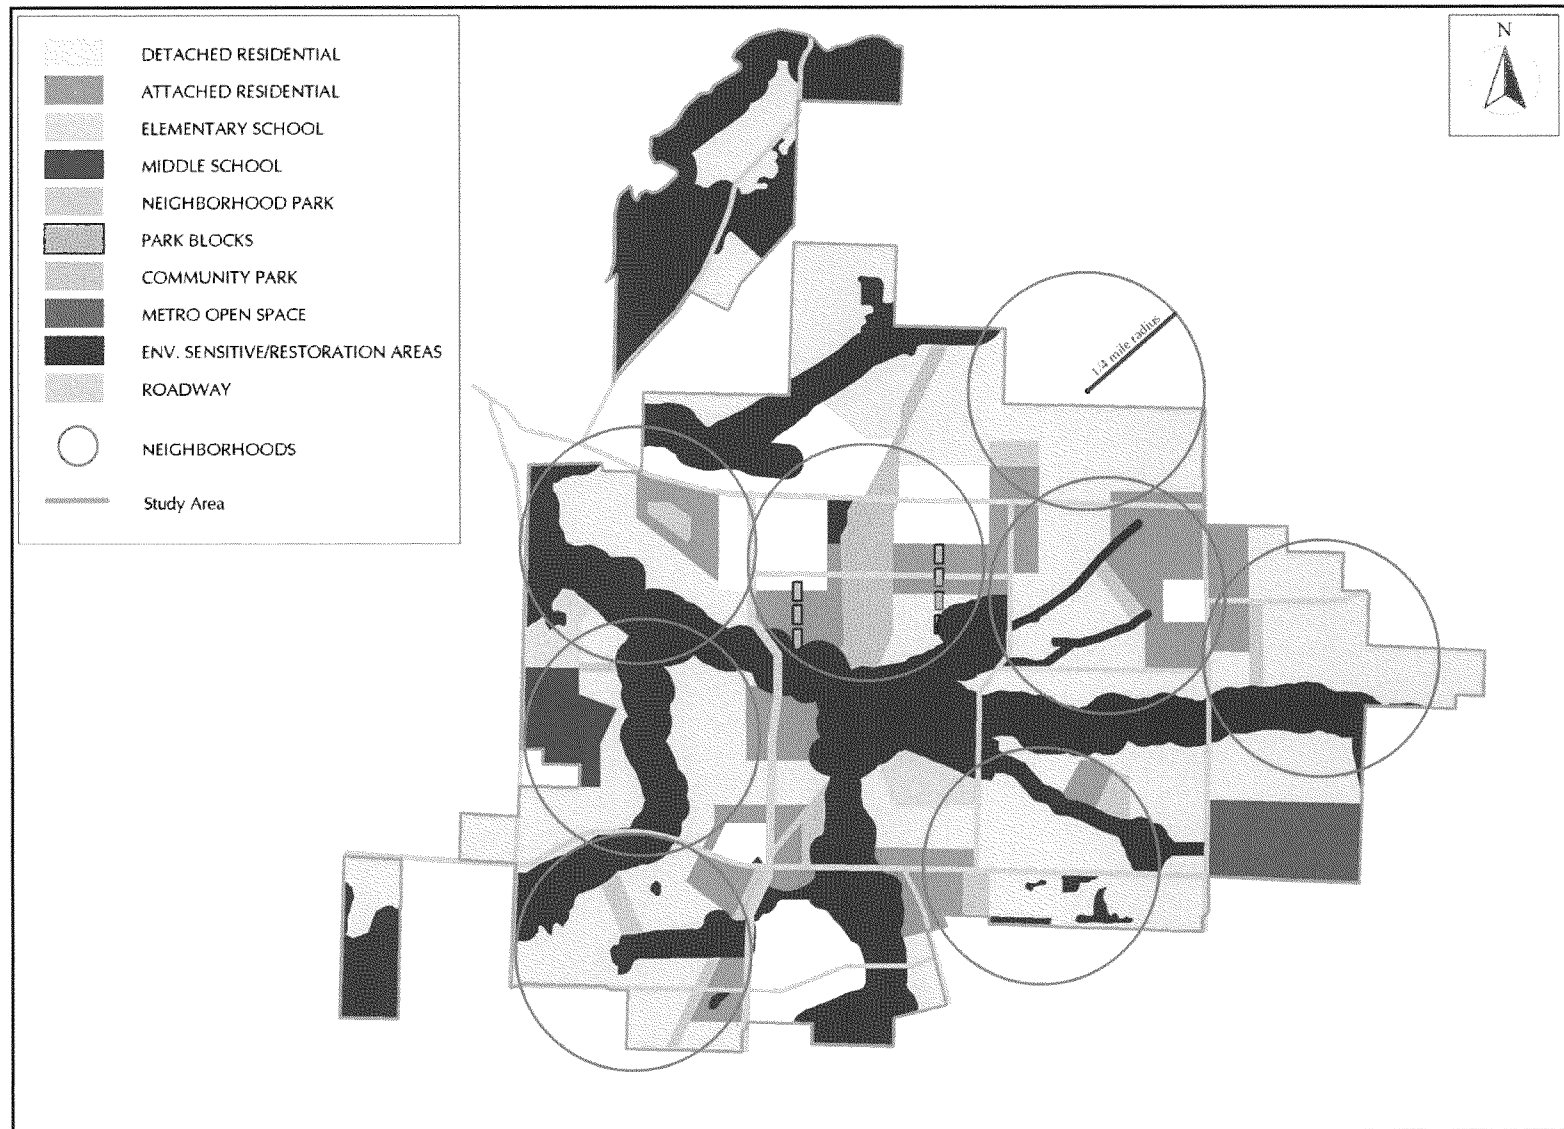 DETACHED RESIDENTIAL
ATTACHED RESIDENTIAL
ELEMENTARY SCHOOL
MIDDLE SCHOOL
NEIGHBORHOOD PARK
PARK BLOCKS
COMMUNITY PARK
METRO OPEN SPACE
ENV. SENSITIVE/RESTORATION AREAS
ROADWAY
NEIGHBORHOODS
Study Area
N
1/4 mile radius